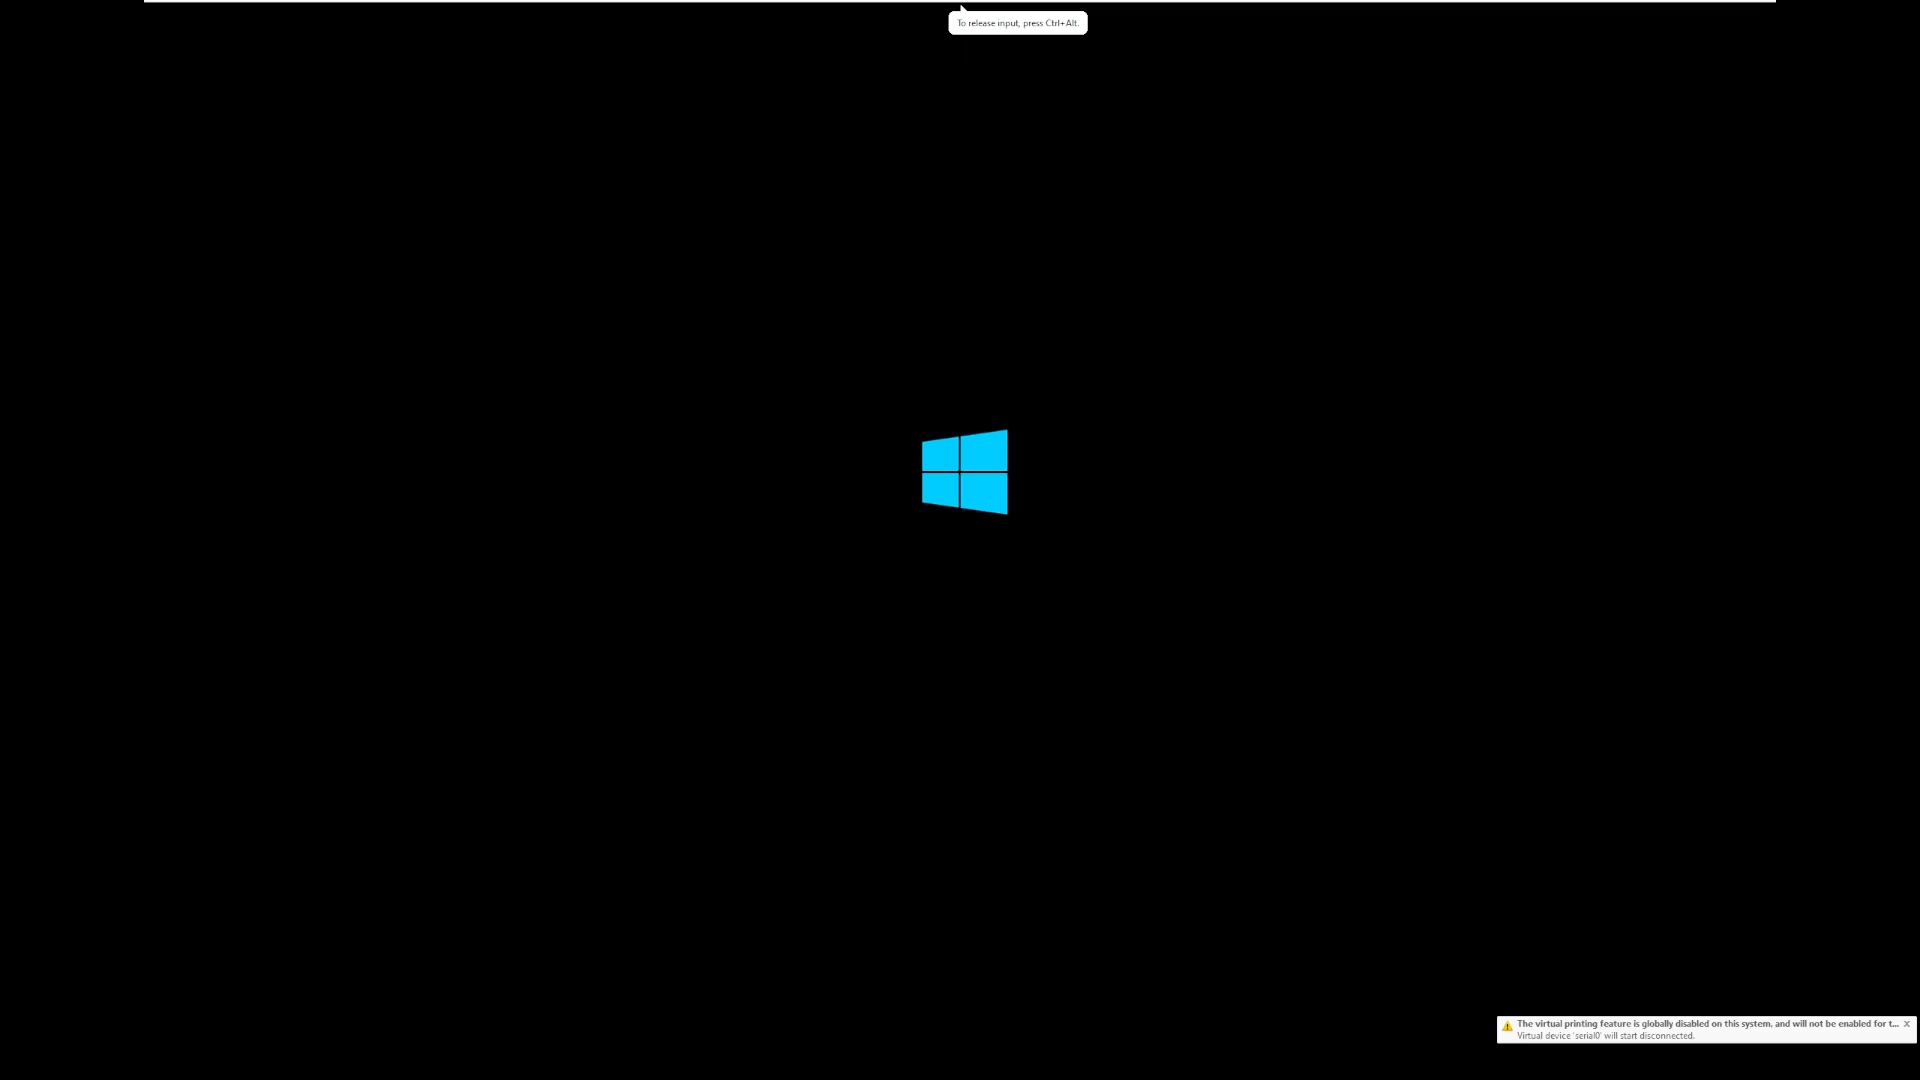 To release input, press Ctrl+Alt.
The virtual printing feature is globally disabled on this system, and will not be enabled for t...
Virtual device 'serial0' will start disconnected.